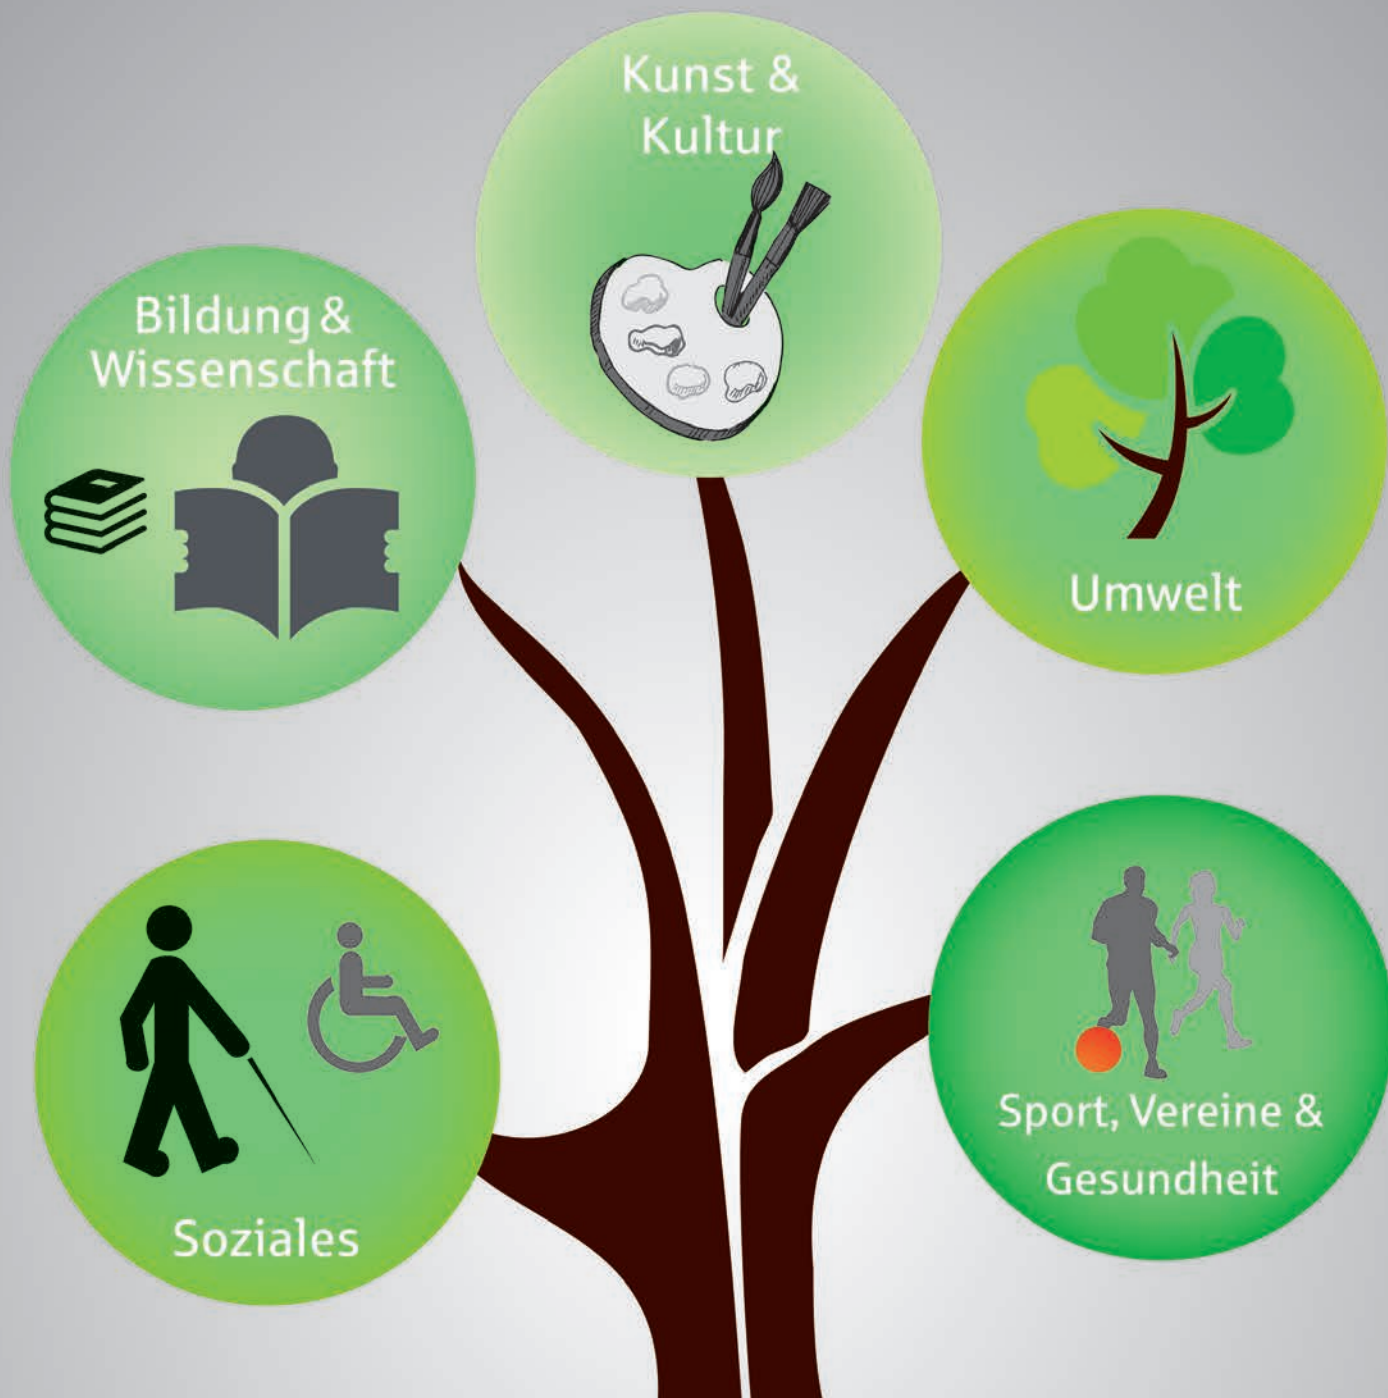 Kunst &
Kultur
Bildung &
Wissenschaft
Umwelt
Soziales
Sport, Vereine &
Gesundheit